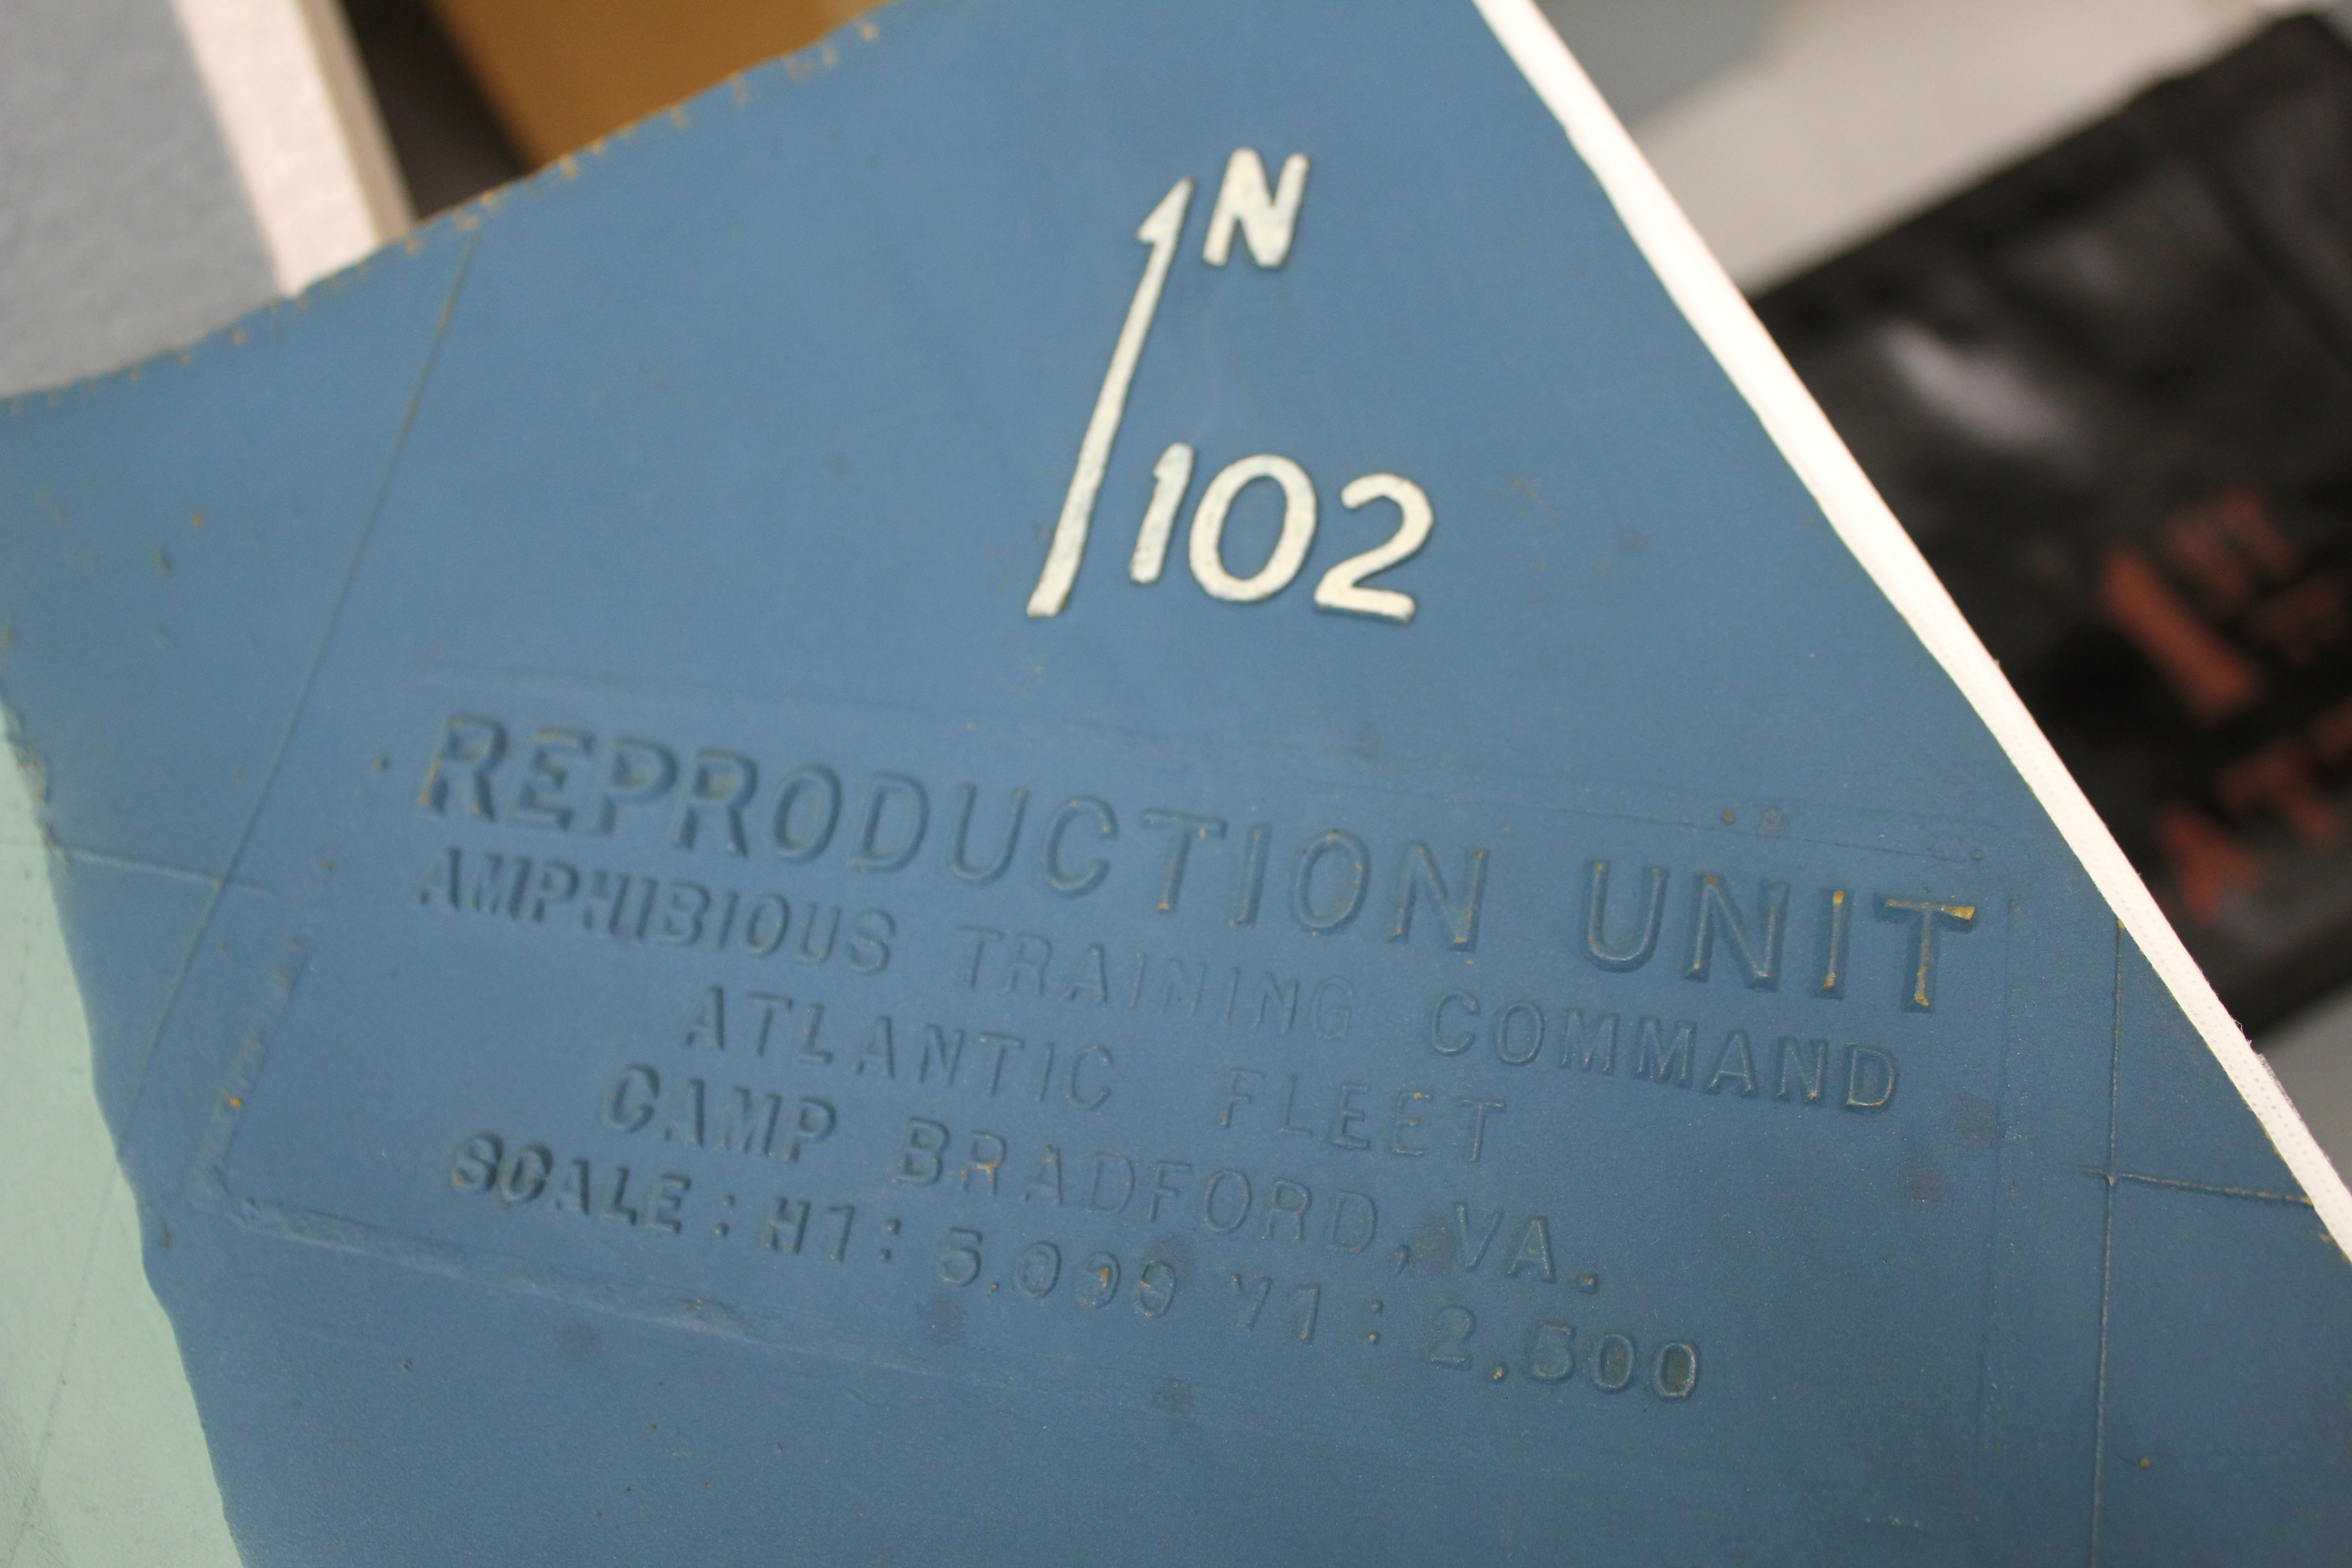 N
102
REPRODUCTION UNIT
AMPHIBIOUS TRAINING COMMAND
ATLANTIC FLEET
CAMP BRADFORD, VA.
SCALE: H1: 5.000 V1: 2.500